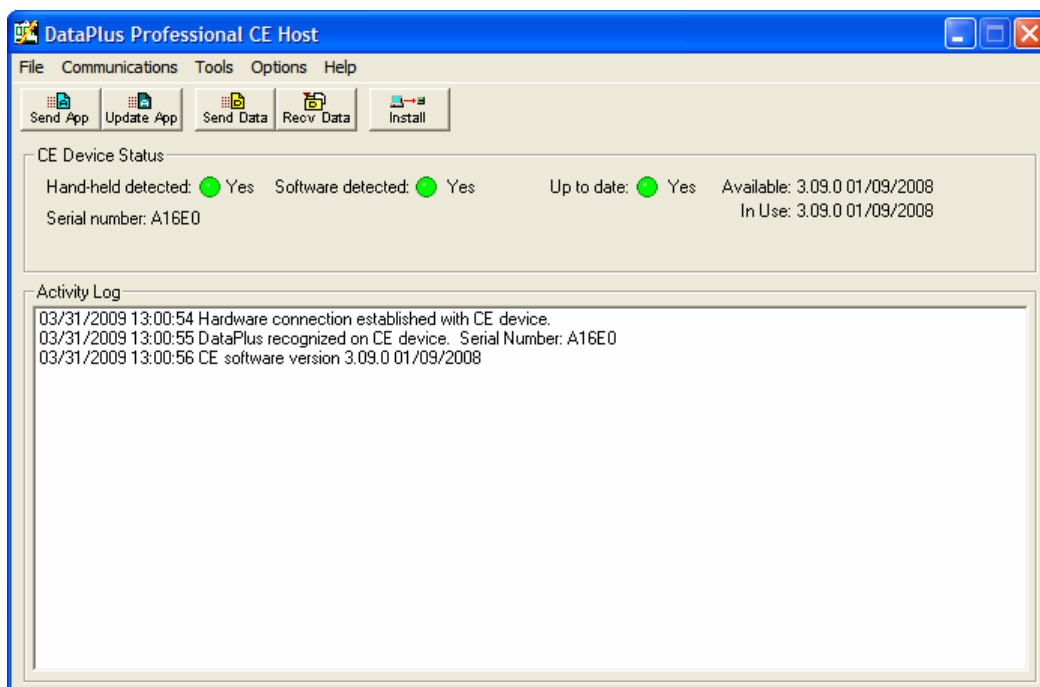 DataPlus Professional CE Host
File Communications Tools Options Help
Send App Update App Send Data Recv Data Install
CE Device Status
Hand-held detected: Yes Software detected: Yes Up to date: Yes Available: 3.09.0 01/09/2008
Serial number: A16E0 In Use: 3.09.0 01/09/2008
Activity Log
03/31/2009 13:00:54 Hardware connection established with CE device.
03/31/2009 13:00:55 DataPlus recognized on CE device. Serial Number: A16E0
03/31/2009 13:00:56 CE software version 3.09.0 01/09/2008